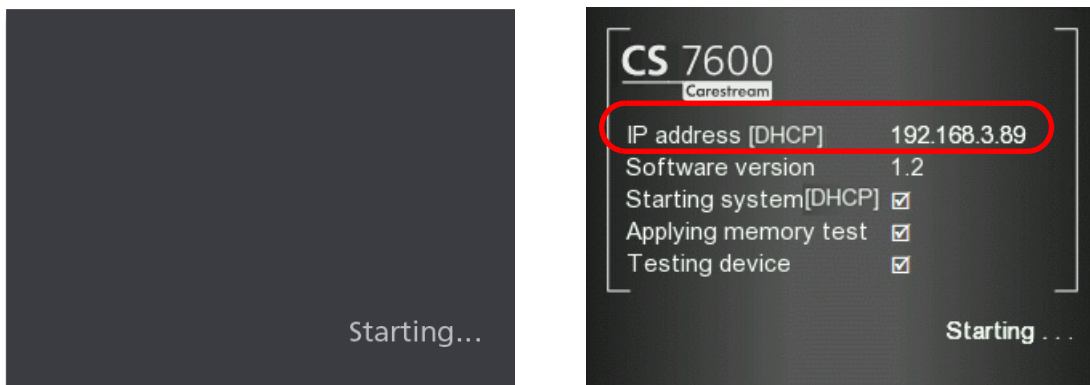 Starting...
CS 7600
Carestream
IP address [DHCP] 192.168.3.89
Software version 1.2
Starting system[DHCP] ☑
Applying memory test ☑
Testing device ☑
Starting . . .